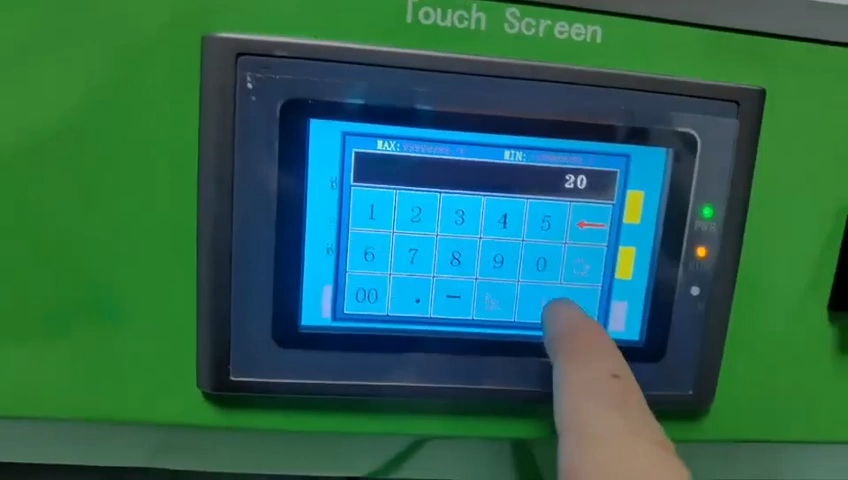 Touch Screen
MAX:
MIN:
20
1 2 3 4 5 ←
6 7 8 9 0
00 . -
PWR